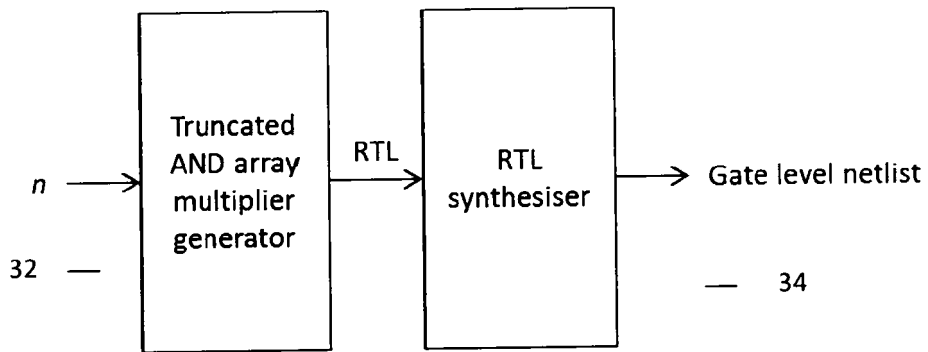 Truncated
AND array
multiplier
generator
RTL
RTL
synthesiser
n
Gate level netlist
32
34